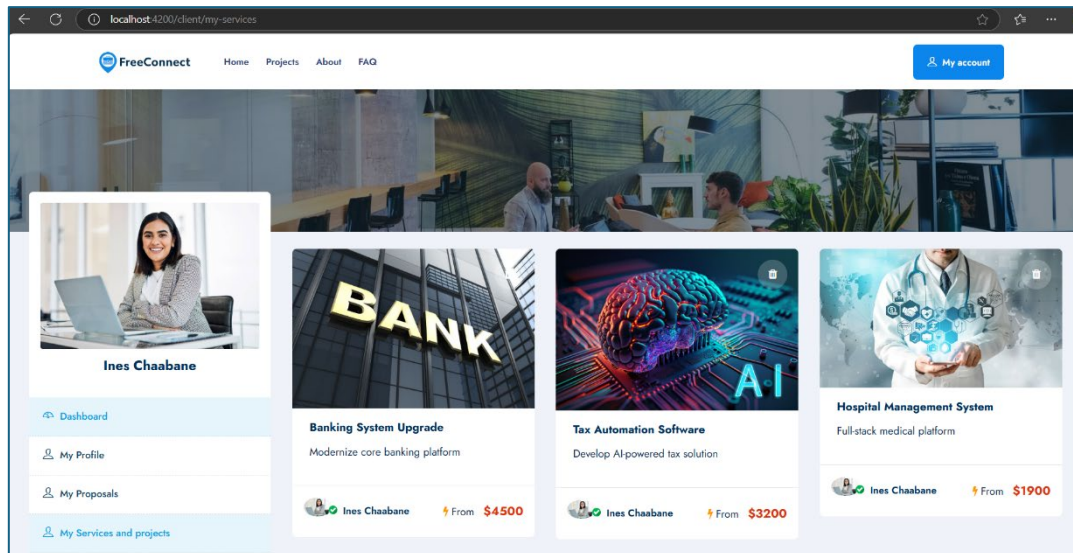 localhost:4200/client/my-services
FreeConnect
Home
Projects
About
FAQ
My account
Ines Chaabane
Dashboard
My Profile
My Proposals
My Services and projects
BANK
Banking System Upgrade
Modernize core banking platform
Ines Chaabane
From $4500
AI
Tax Automation Software
Develop AI-powered tax solution
Ines Chaabane
From $3200
Hospital Management System
Full-stack medical platform
Ines Chaabane
From $1900